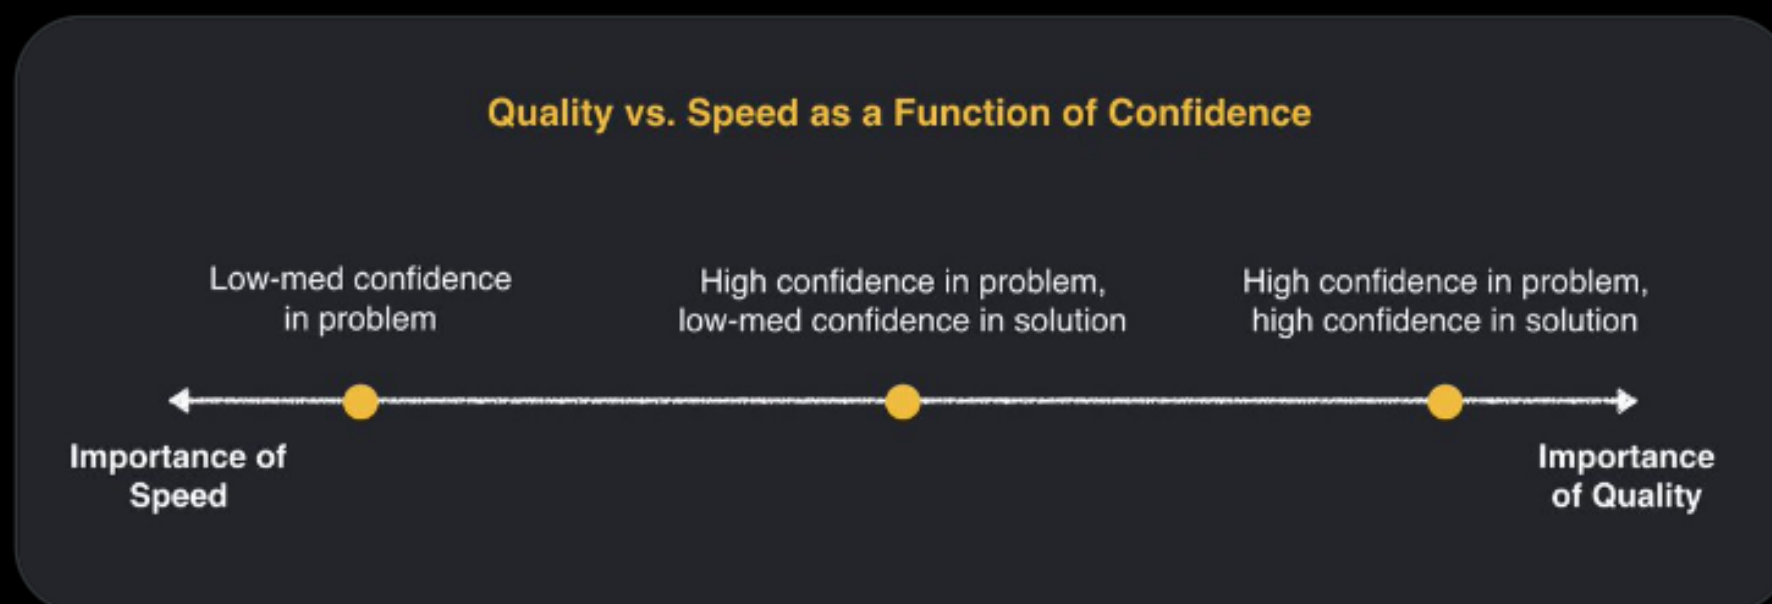 Quality vs. Speed as a Function of Confidence
Low-med confidence
in problem
High confidence in problem,
low-med confidence in solution
High confidence in problem,
high confidence in solution
Importance of
Speed
Importance
of Quality